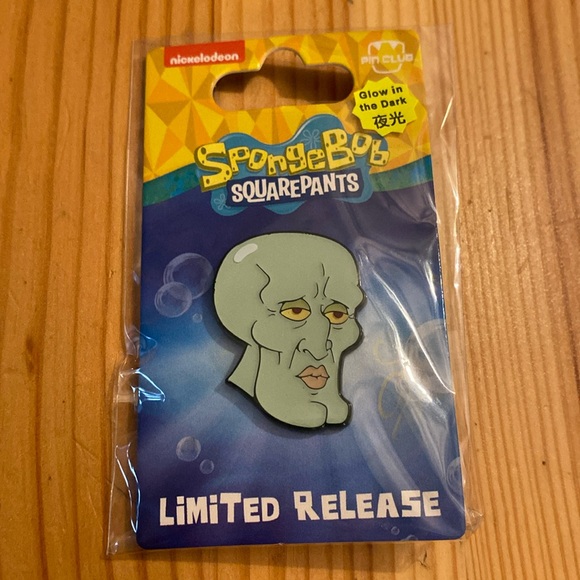 nickelodeon
PIN CLUB
Glow in
the Dark
夜光
SpongeBob
SQUAREPANTS
LIMITED RELEASE